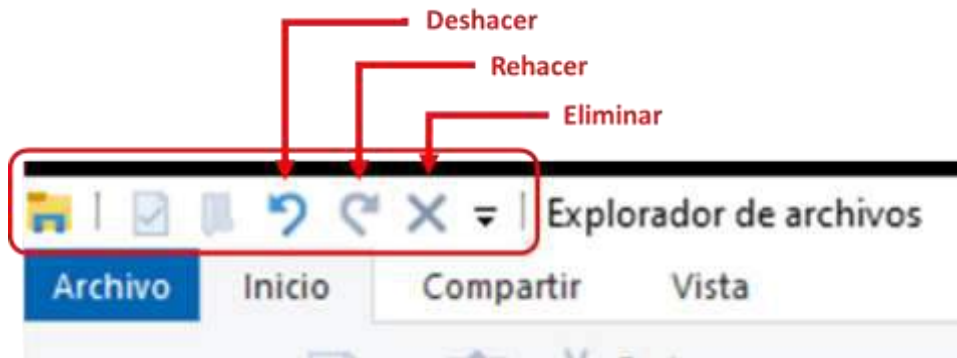 Deshacer
Rehacer
Eliminar
Explorador de archivos
Archivo Inicio Compartir Vista